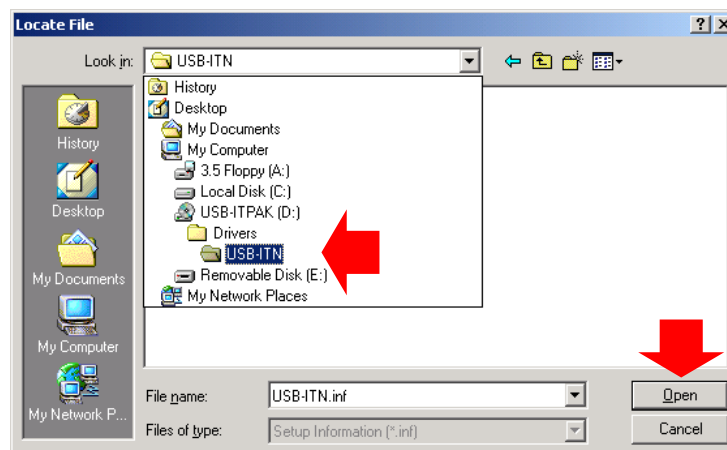 Locate File
Look in: USB-ITN
History
Desktop
My Documents
My Computer
3.5 Floppy (A:)
Local Disk (C:)
USB-ITPAK (D:)
Drivers
USB-ITN
Removable Disk (E:)
My Network Places
History
Desktop
My Documents
My Computer
My Network P...
File name: USB-ITN.inf
Open
Files of type: Setup Information (*.inf)
Cancel